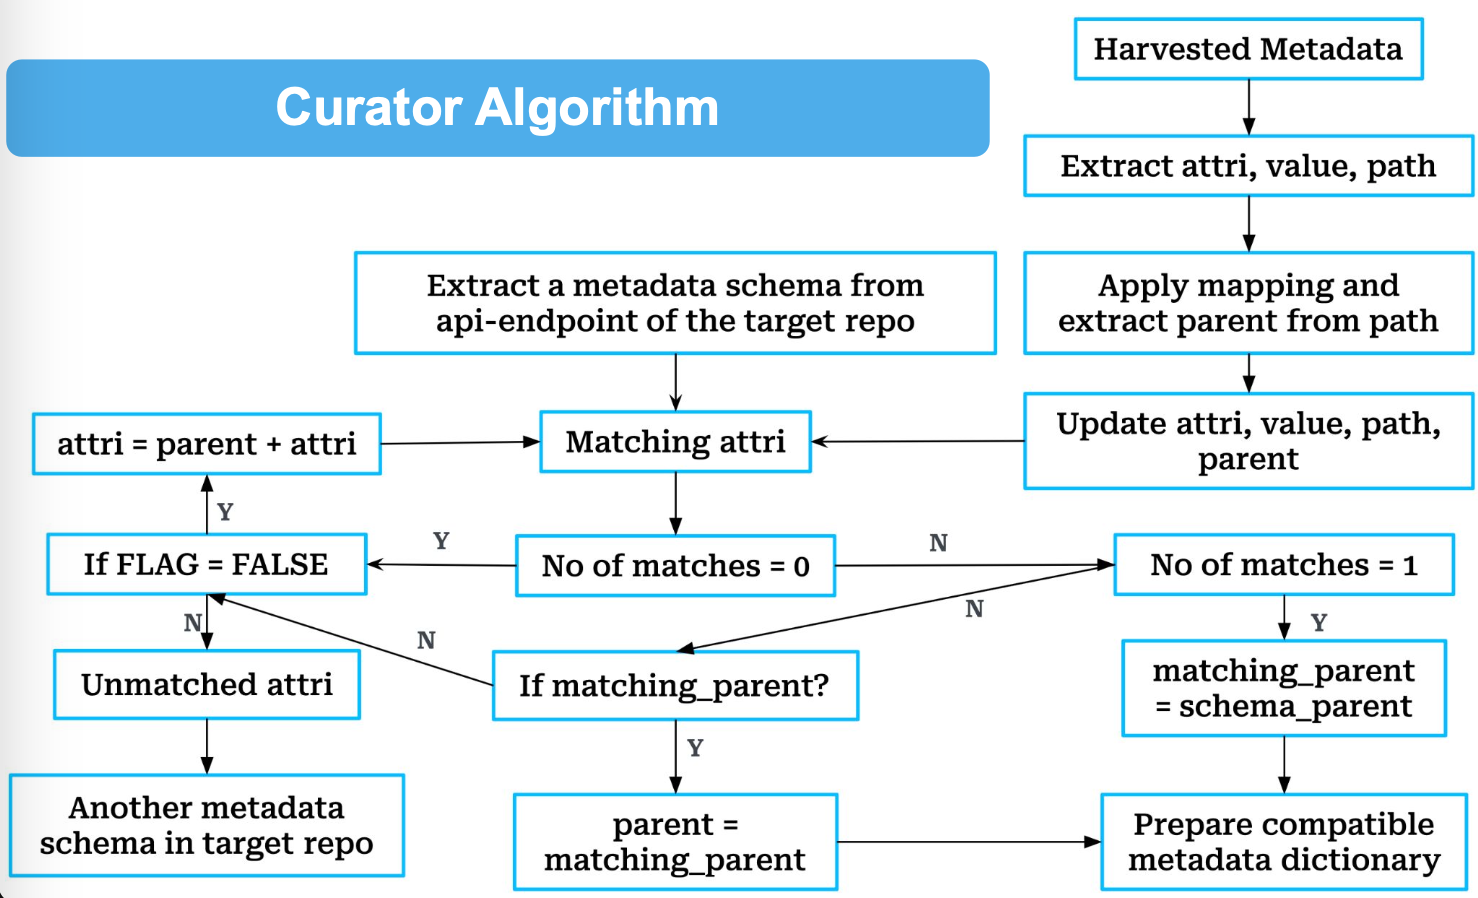 Harvested Metadata
Curator Algorithm
Extract attri, value, path
Extract a metadata schema from
api-endpoint of the target repo
Apply mapping and
extract parent from path
attri = parent + attri
Matching attri
Update attri, value, path,
parent
Y
If FLAG = FALSE
Y
No of matches = 0
N
No of matches = 1
N
N
N
Y
Unmatched attri
If matching_parent?
matching_parent
= schema_parent
Y
Another metadata
schema in target repo
parent =
matching_parent
Prepare compatible
metadata dictionary